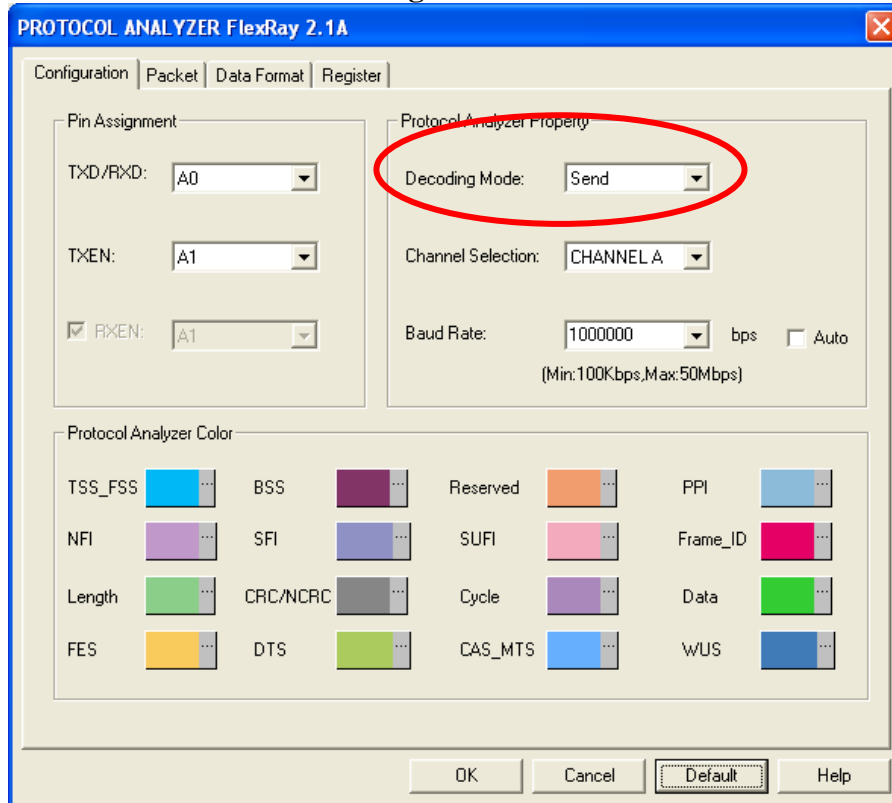 PROTOCOL ANALYZER FlexRay 2.1A
Configuration Packet Data Format Register
Pin Assignment
TXD/RXD: A0
TXEN: A1
RXEN: A1
Protocol Analyzer Property
Decoding Mode: Send
Channel Selection: CHANNEL A
Baud Rate: 1000000 bps Auto
(Min:100Kbps,Max:50Mbps)
Protocol Analyzer Color
TSS_FSS ... BSS ... Reserved ... PPI ...
NFI ... SFI ... SUFI ... Frame_ID ...
Length ... CRC/NCRC ... Cycle ... Data ...
FES ... DTS ... CAS_MTS ... WUS ...
OK Cancel Default Help